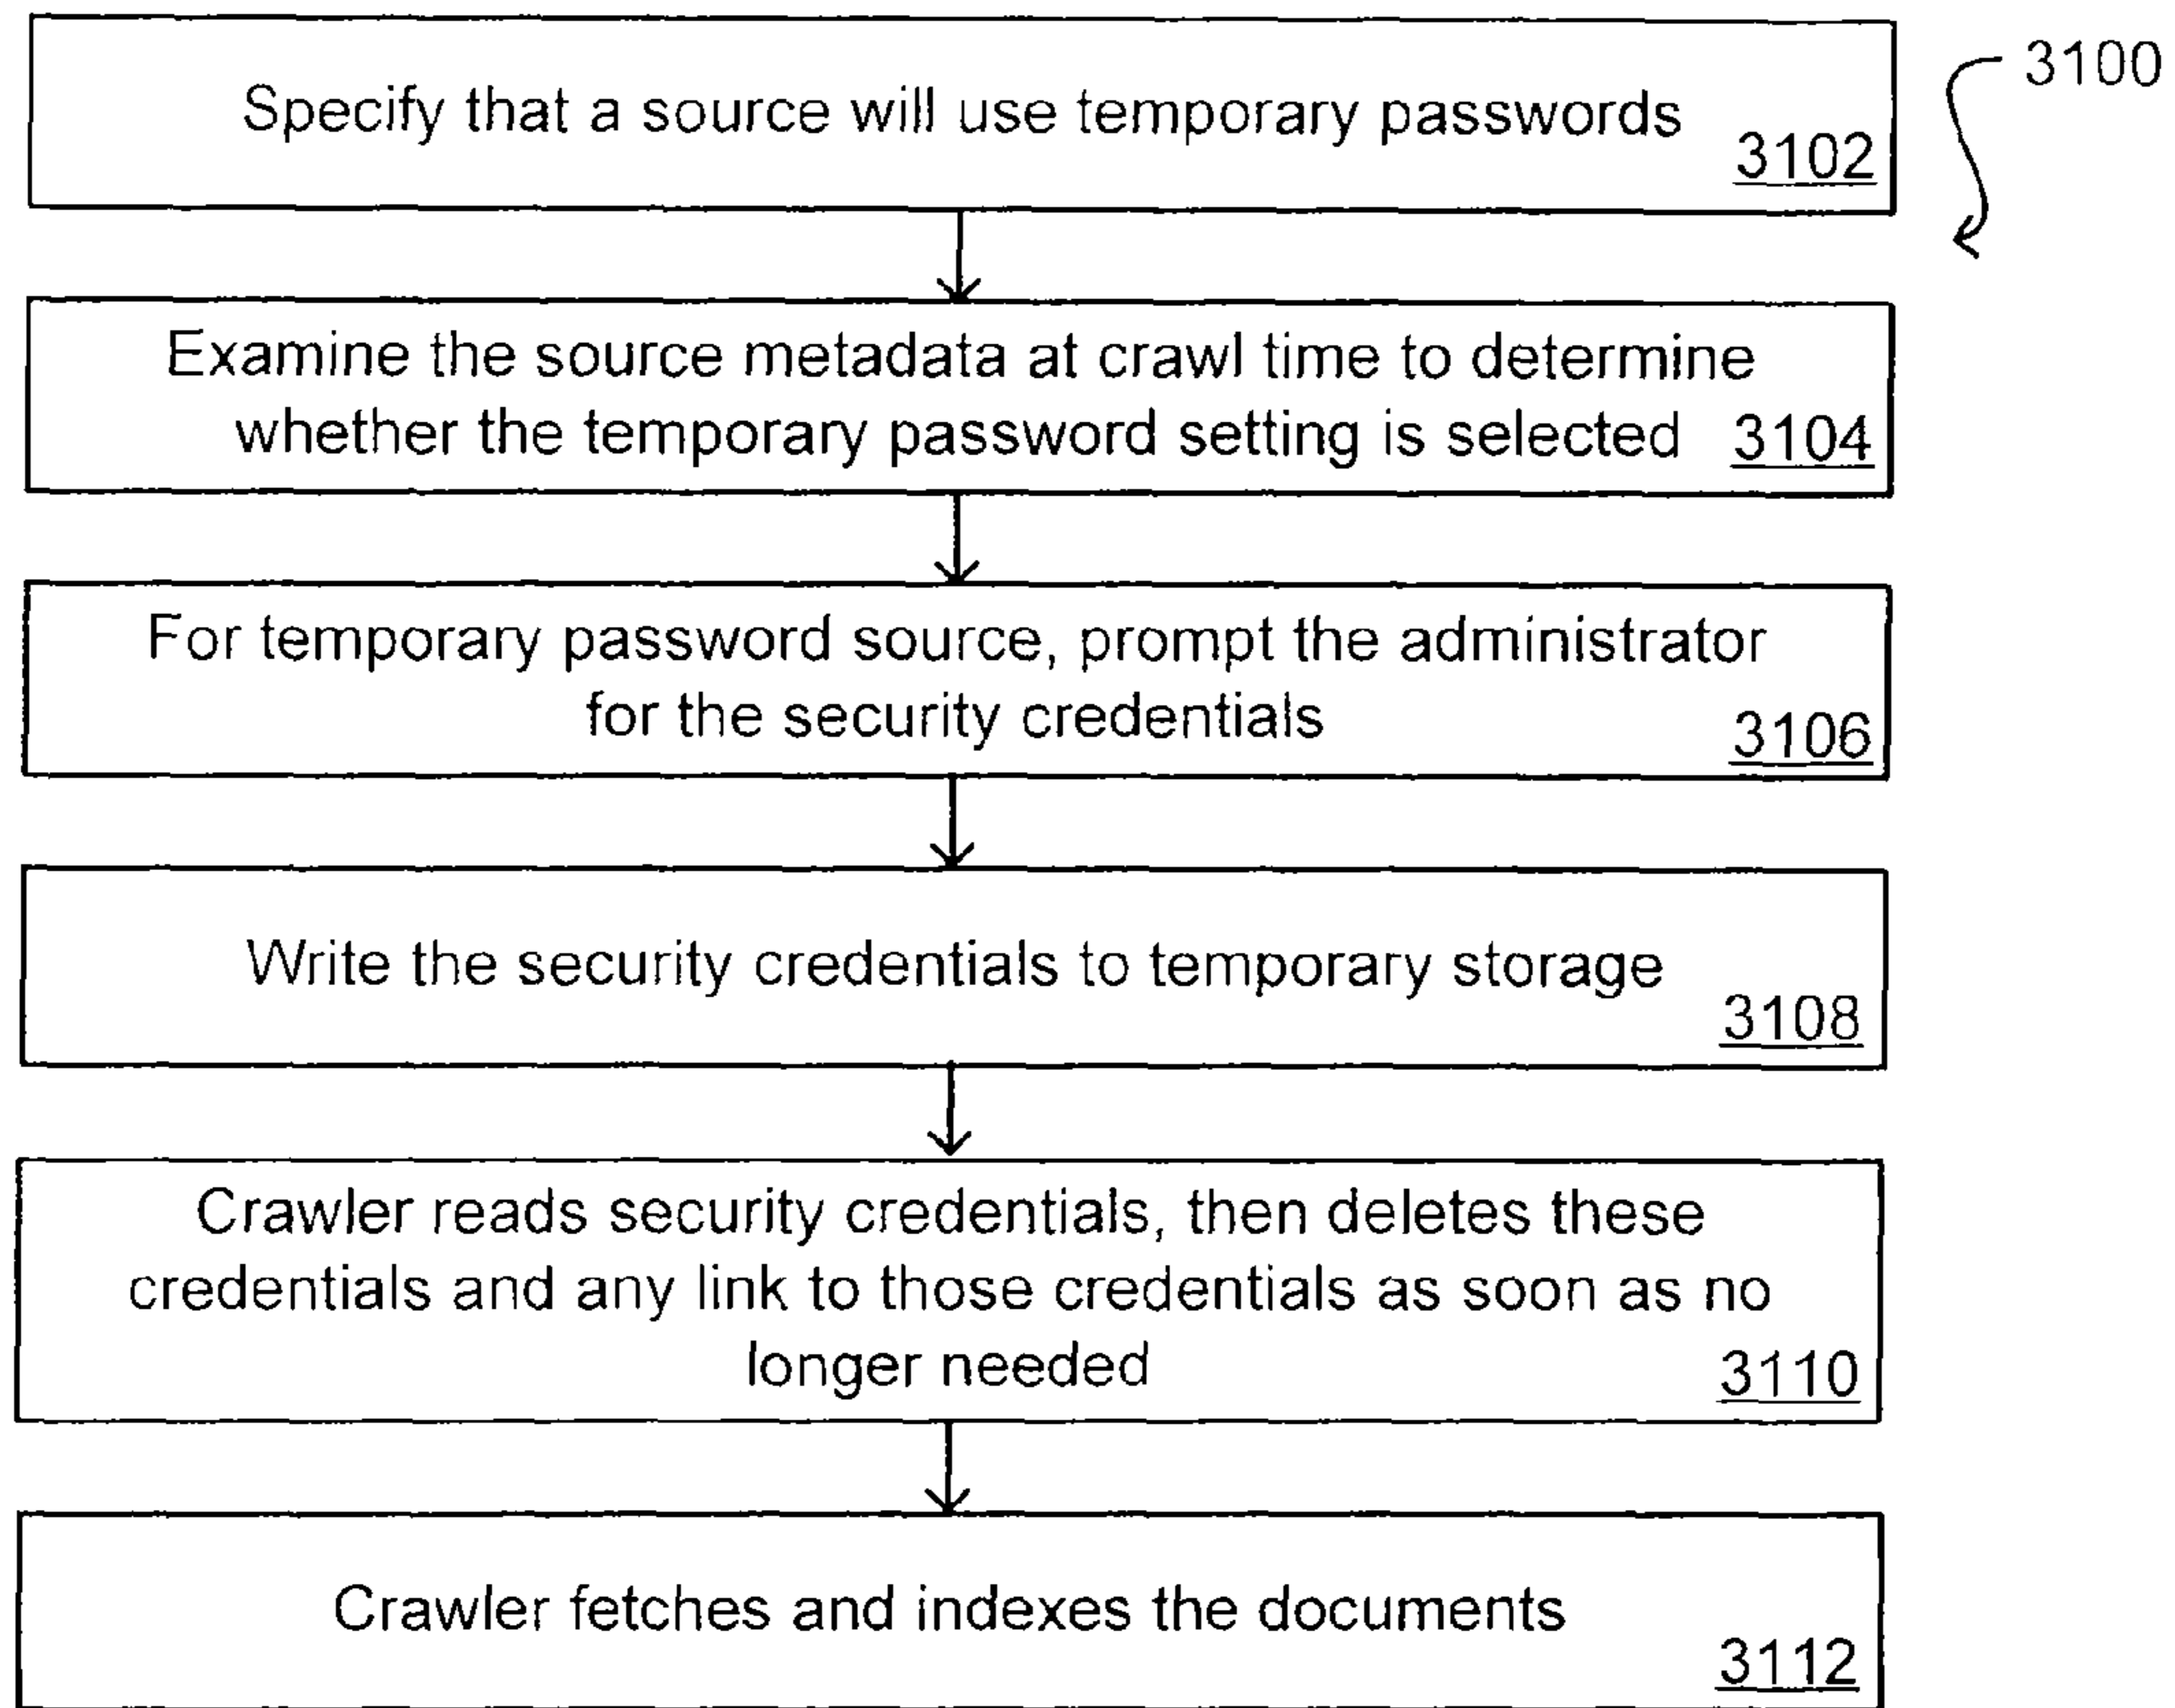 3100
Specify that a source will use temporary passwords
3102
Examine the source metadata at crawl time to determine
whether the temporary password setting is selected 3104
For temporary password source, prompt the administrator
for the security credentials
3106
Write the security credentials to temporary storage
3108
Crawler reads security credentials, then deletes these
credentials and any link to those credentials as soon as no
longer needed 3110
Crawler fetches and indexes the documents
3112